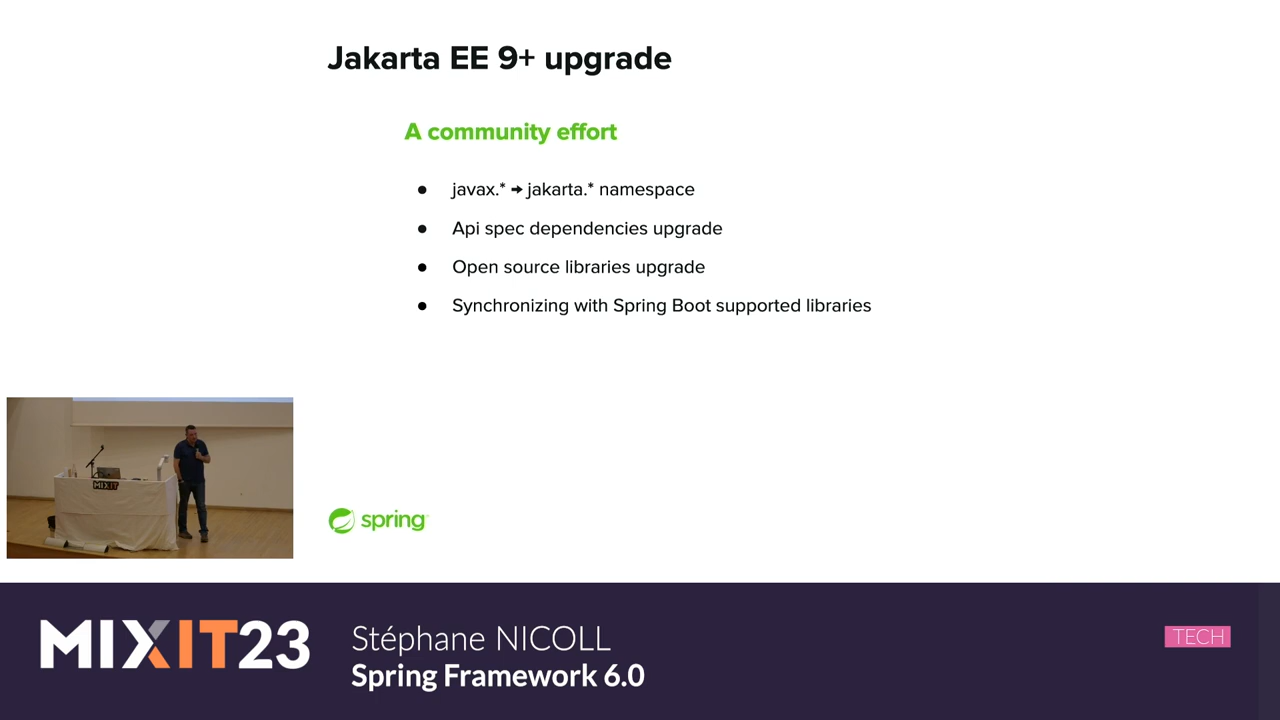 Jakarta EE 9+ upgrade
A community effort
● javax.* → jakarta.* namespace
● Api spec dependencies upgrade
● Open source libraries upgrade
● Synchronizing with Spring Boot supported libraries
MIXIT
spring
MIXIT23
Stéphane NICOLL
Spring Framework 6.0
TECH